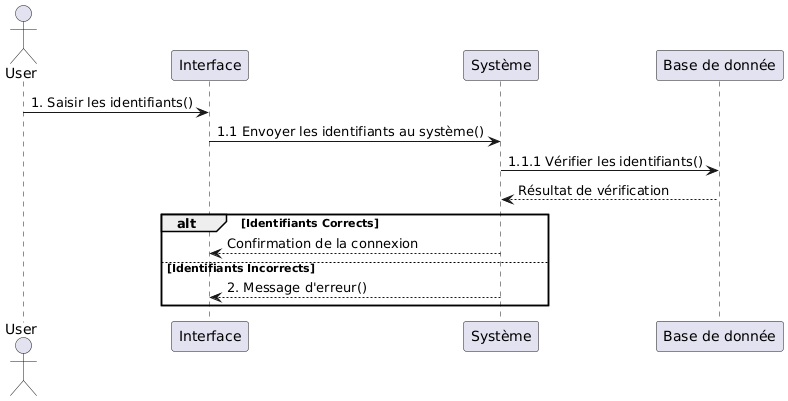 User
Interface
Système
Base de donnée
1. Saisir les identifiants()
1.1 Envoyer les identifiants au système()
1.1.1 Vérifier les identifiants()
Résultat de vérification
alt [Identifiants Corrects]
Confirmation de la connexion
[Identifiants Incorrects]
2. Message d'erreur()
User
Interface
Système
Base de donnée